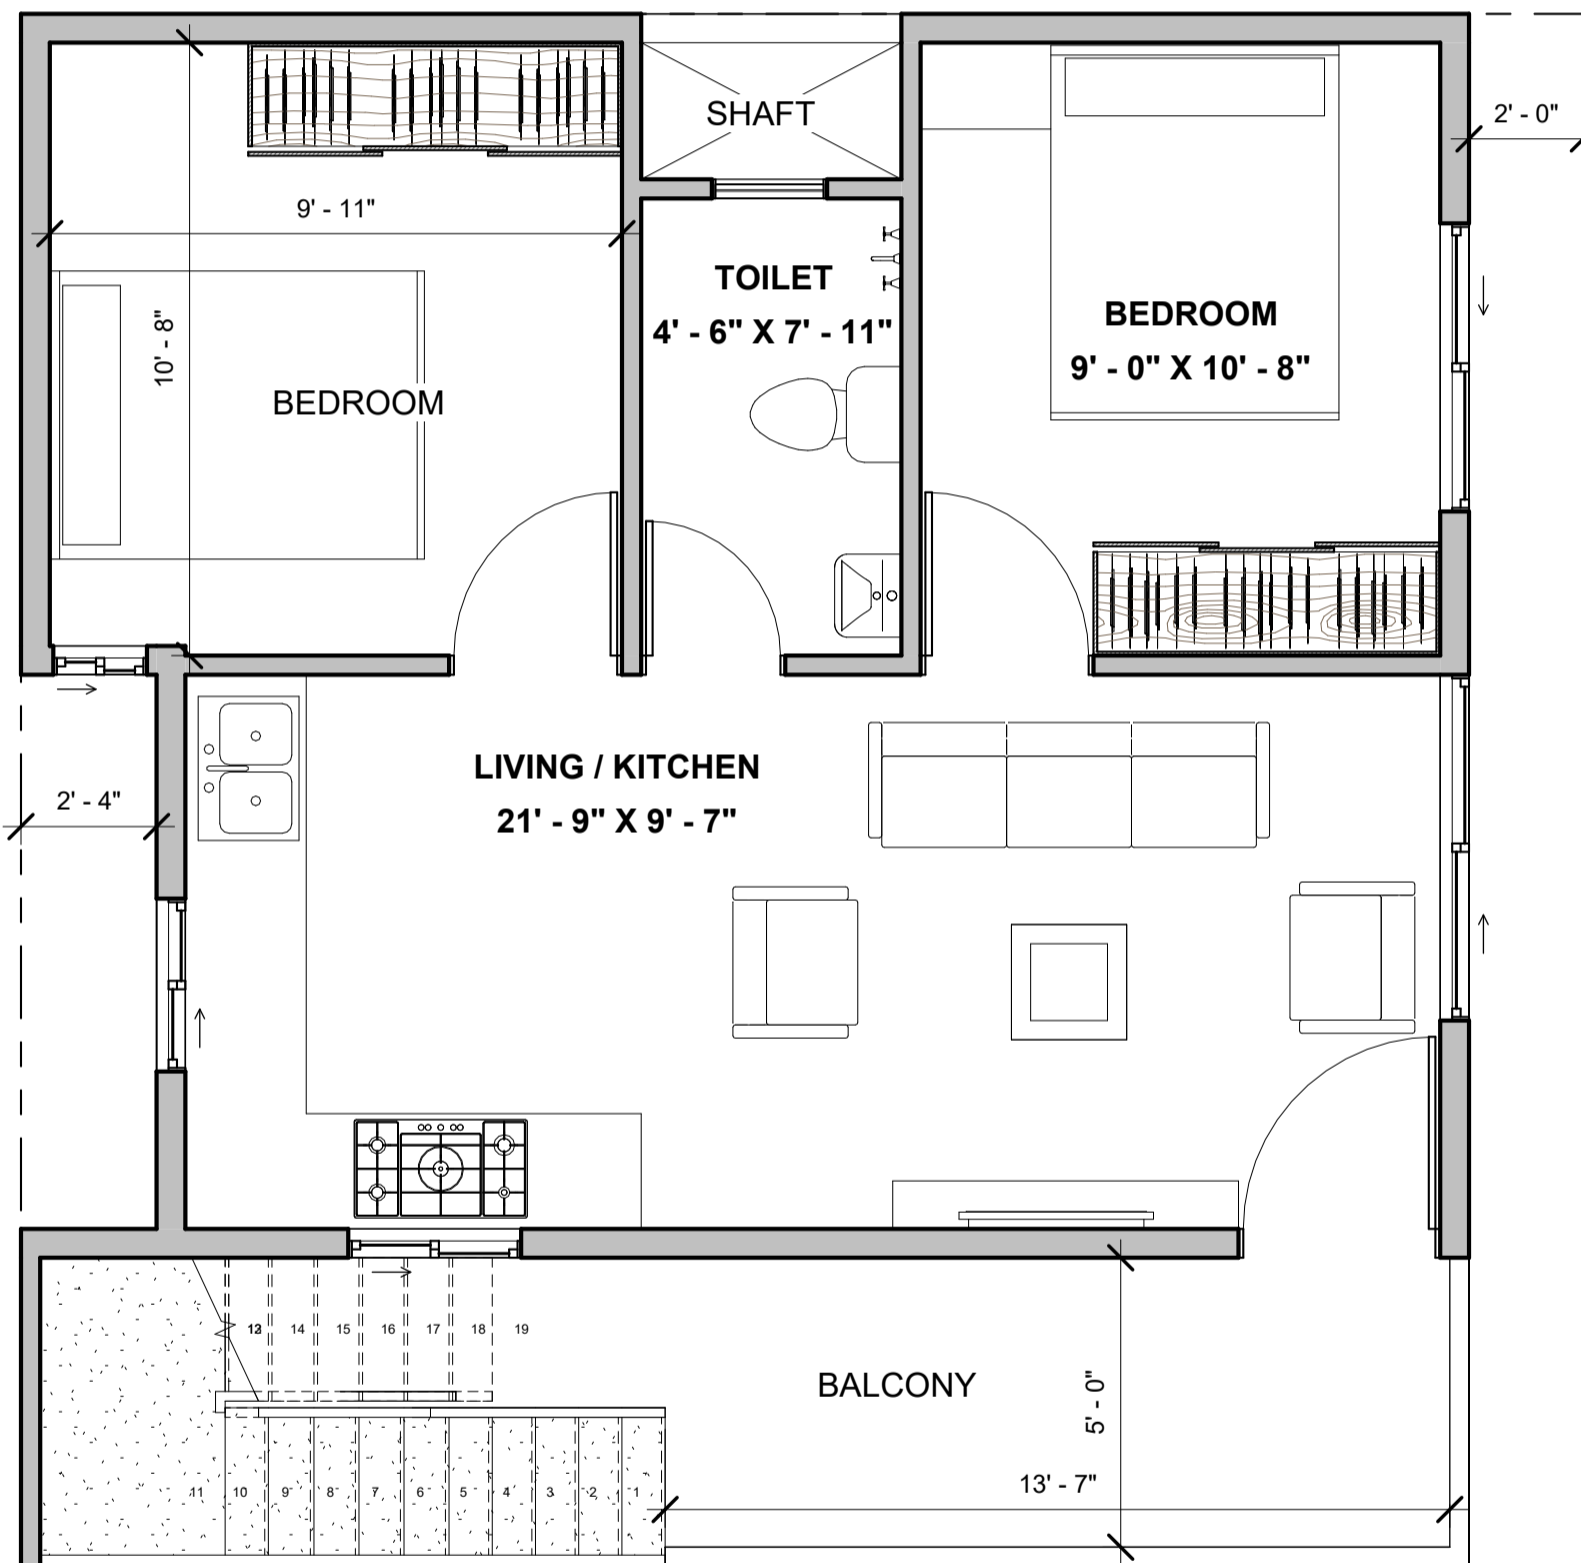 SHAFT
2' - 0"
9' - 11"
TOILET
4' - 6" X 7' - 11"
BEDROOM
9' - 0" X 10' - 8"
10' - 8"
BEDROOM
LIVING / KITCHEN
21' - 9" X 9' - 7"
2' - 4"
14 15 16 17 18 19
BALCONY
5' - 0"
13' - 7"
11 10 9 8 7 6 5 4 3 2 1